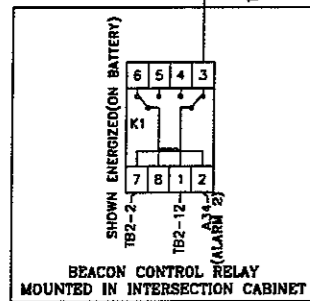 SHOWN ENERGIZED(ON BATTERY)
6 5 4 3
K1
7 8 1 2
TB2-2
TB2-12
A34
(ALARM 2)
BEACON CONTROL RELAY
MOUNTED IN INTERSECTION CABINET